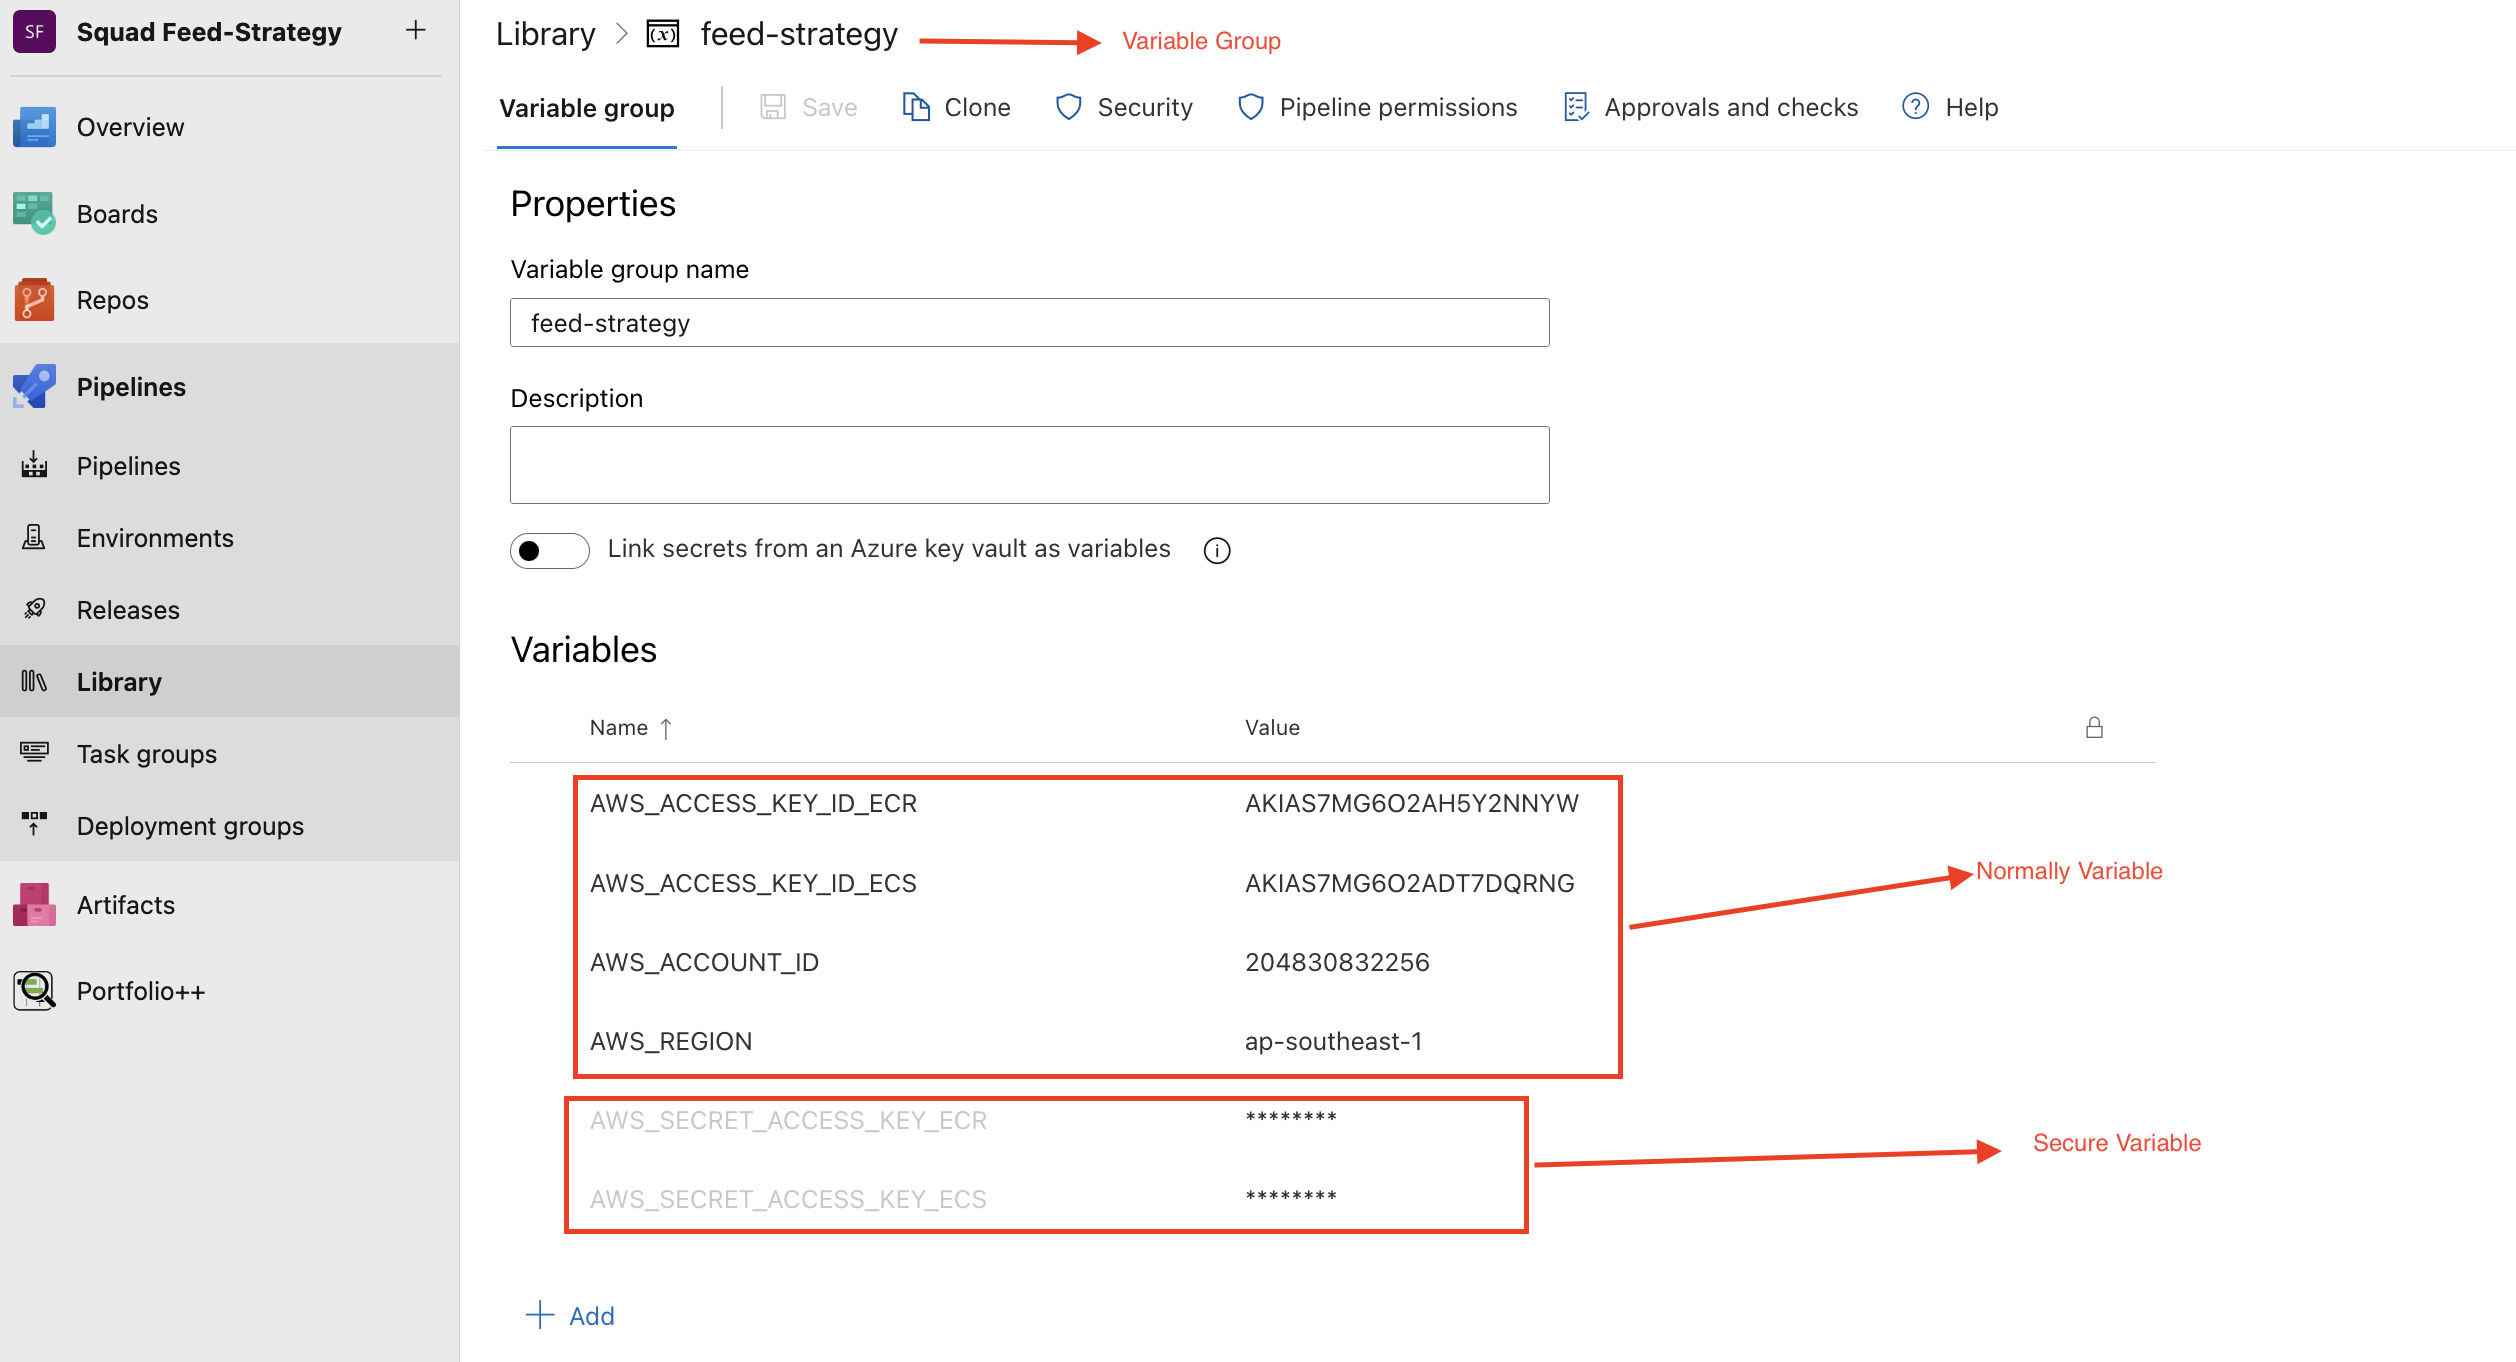 SF Squad Feed-Strategy +
Overview
Boards
Repos
Pipelines
Pipelines
Environments
Releases
Library
Task groups
Deployment groups
Artifacts
Portfolio++
Library > (x) feed-strategy Variable Group
Variable group Save Clone Security Pipeline permissions Approvals and checks ? Help
Properties
Variable group name
feed-strategy
Description
Link secrets from an Azure key vault as variables i
Variables
Name ↑ Value
AWS_ACCESS_KEY_ID_ECR AKIAS7MG6O2AH5Y2NNYW
AWS_ACCESS_KEY_ID_ECS AKIAS7MG6O2ADT7DQRNG
Normally Variable
AWS_ACCOUNT_ID 204830832256
AWS_REGION ap-southeast-1
AWS_SECRET_ACCESS_KEY_ECR ********
Secure Variable
AWS_SECRET_ACCESS_KEY_ECS ********
+ Add